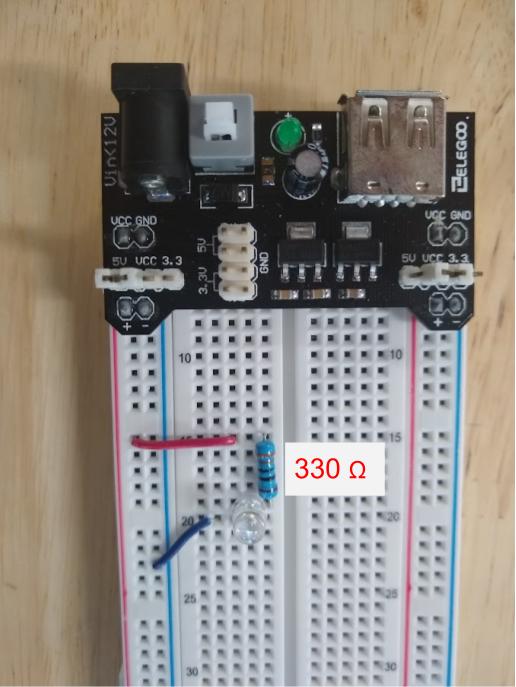 Vin<12V
ELEGOO.
VCC GND
VCC GND
5V
3.3V
GND
5V VCC 3.3
5V VCC 3.3
+ -
+ -
10
10
15
330 Ω
20
20
25
25
30
30